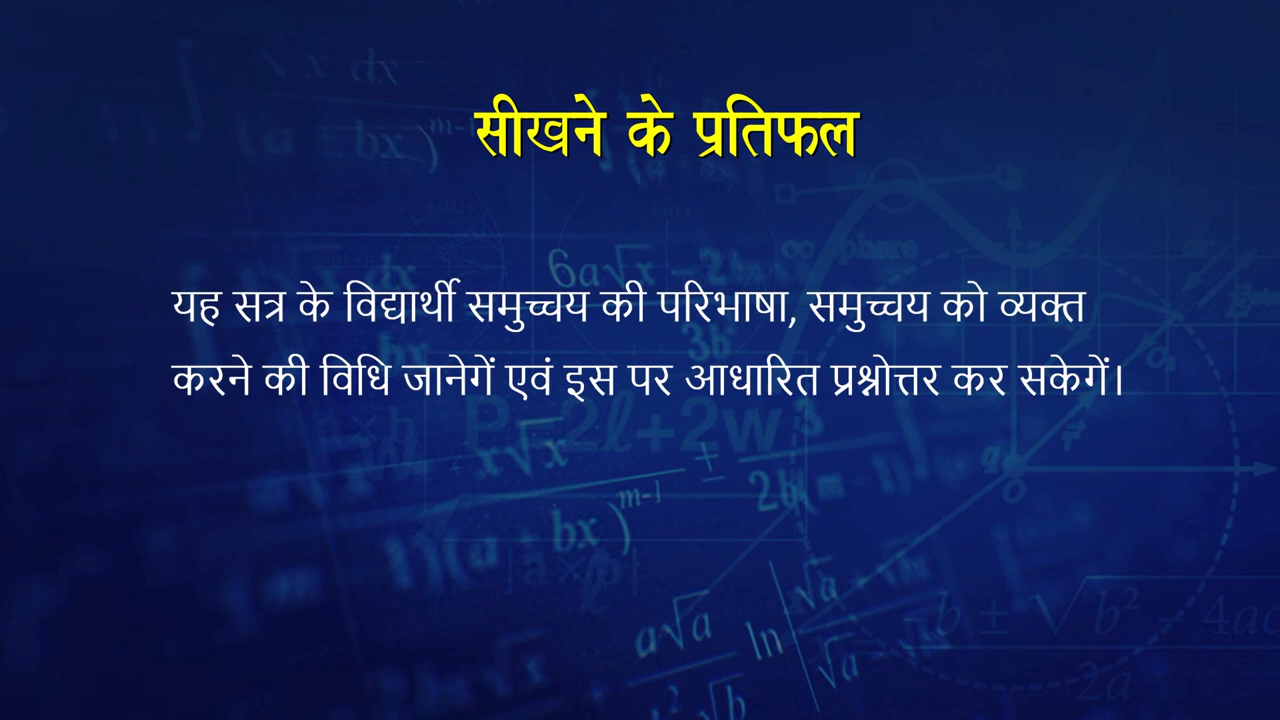 सीखने के प्रतिफल
यह सत्र के विद्यार्थी समुच्चय की परिभाषा, समुच्चय को व्यक्त
करने की विधि जानेगें एवं इस पर आधारित प्रश्नोत्तर कर सकेगें।